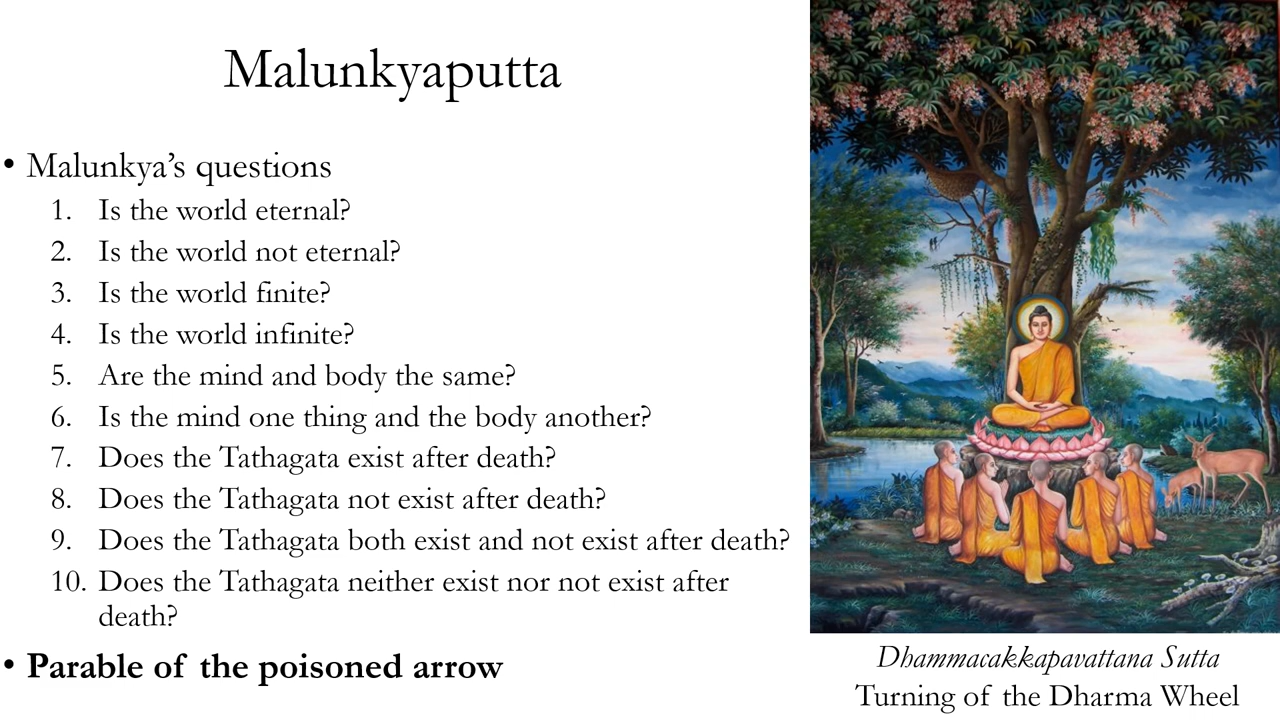 Malunkyaputta
• Malunkya’s questions
1. Is the world eternal?
2. Is the world not eternal?
3. Is the world finite?
4. Is the world infinite?
5. Are the mind and body the same?
6. Is the mind one thing and the body another?
7. Does the Tathagata exist after death?
8. Does the Tathagata not exist after death?
9. Does the Tathagata both exist and not exist after death?
10. Does the Tathagata neither exist nor not exist after
death?
• Parable of the poisoned arrow
Dhammacakkapavattana Sutta
Turning of the Dharma Wheel